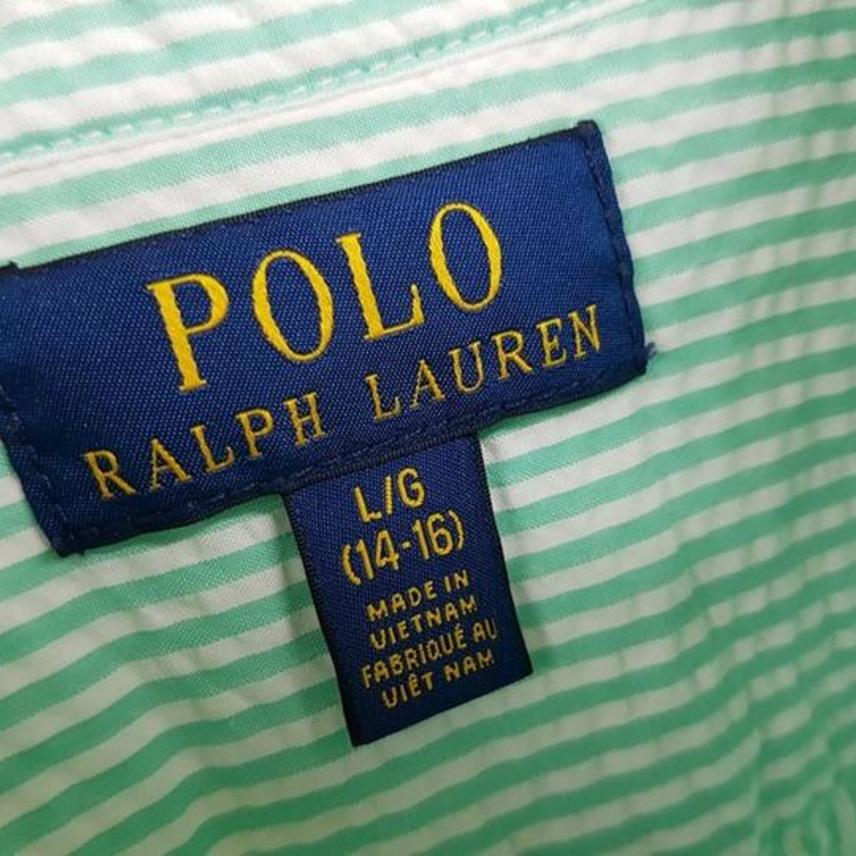 POLO
RALPH LAUREN
L/G
(14-16)
MADE IN
VIETNAM
FABRIQUÉ AU
VIÊT NAM